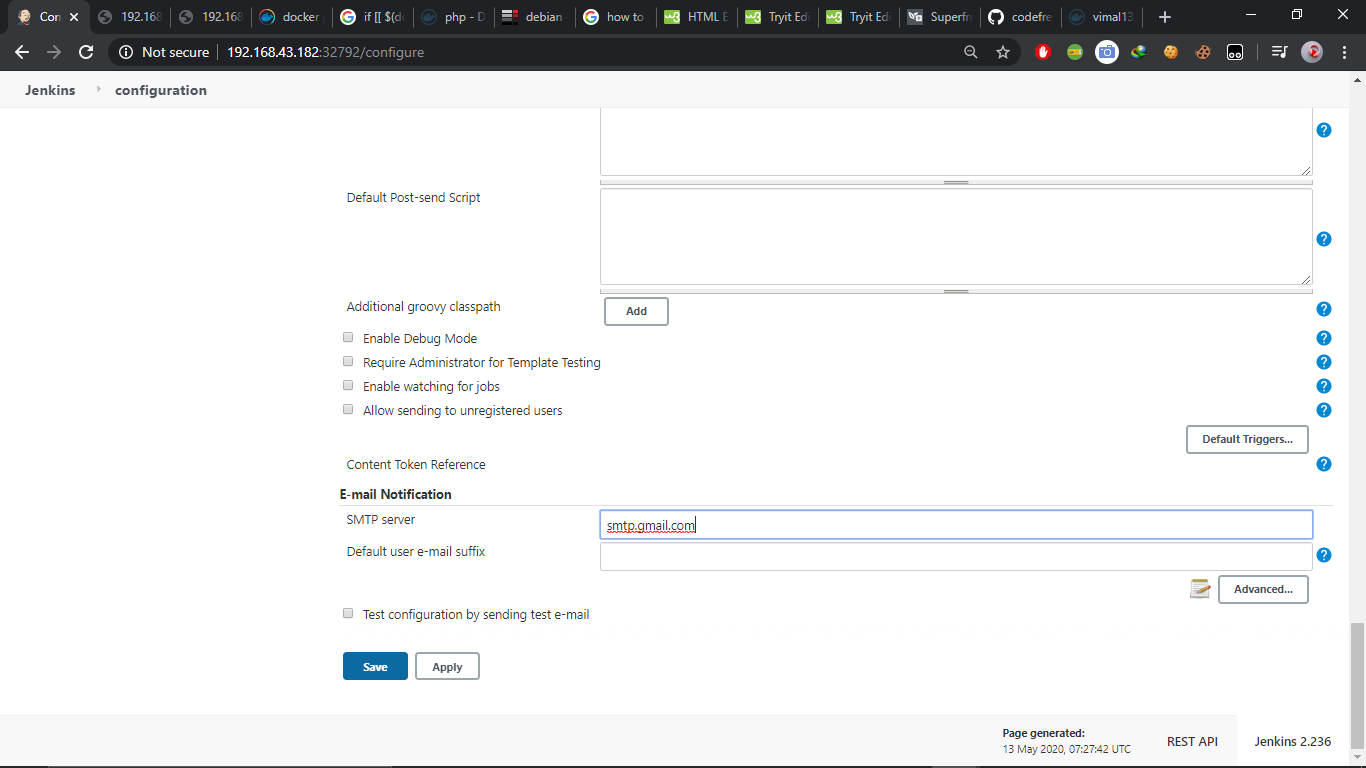 Con
192.168
192.168
docker
if [[ $(d
php - D
debian
how to
HTML E
Tryit Edi
Tryit Edi
Superfr
codefre
vimal13
Not secure
192.168.43.182:32792/configure
Jenkins
configuration
Default Post-send Script
Additional groovy classpath
Add
Enable Debug Mode
Require Administrator for Template Testing
Enable watching for jobs
Allow sending to unregistered users
Default Triggers...
Content Token Reference
E-mail Notification
SMTP server
smtp.gmail.com
Default user e-mail suffix
Advanced...
Test configuration by sending test e-mail
Save
Apply
Page generated:
13 May 2020, 07:27:42 UTC
REST API
Jenkins 2.236